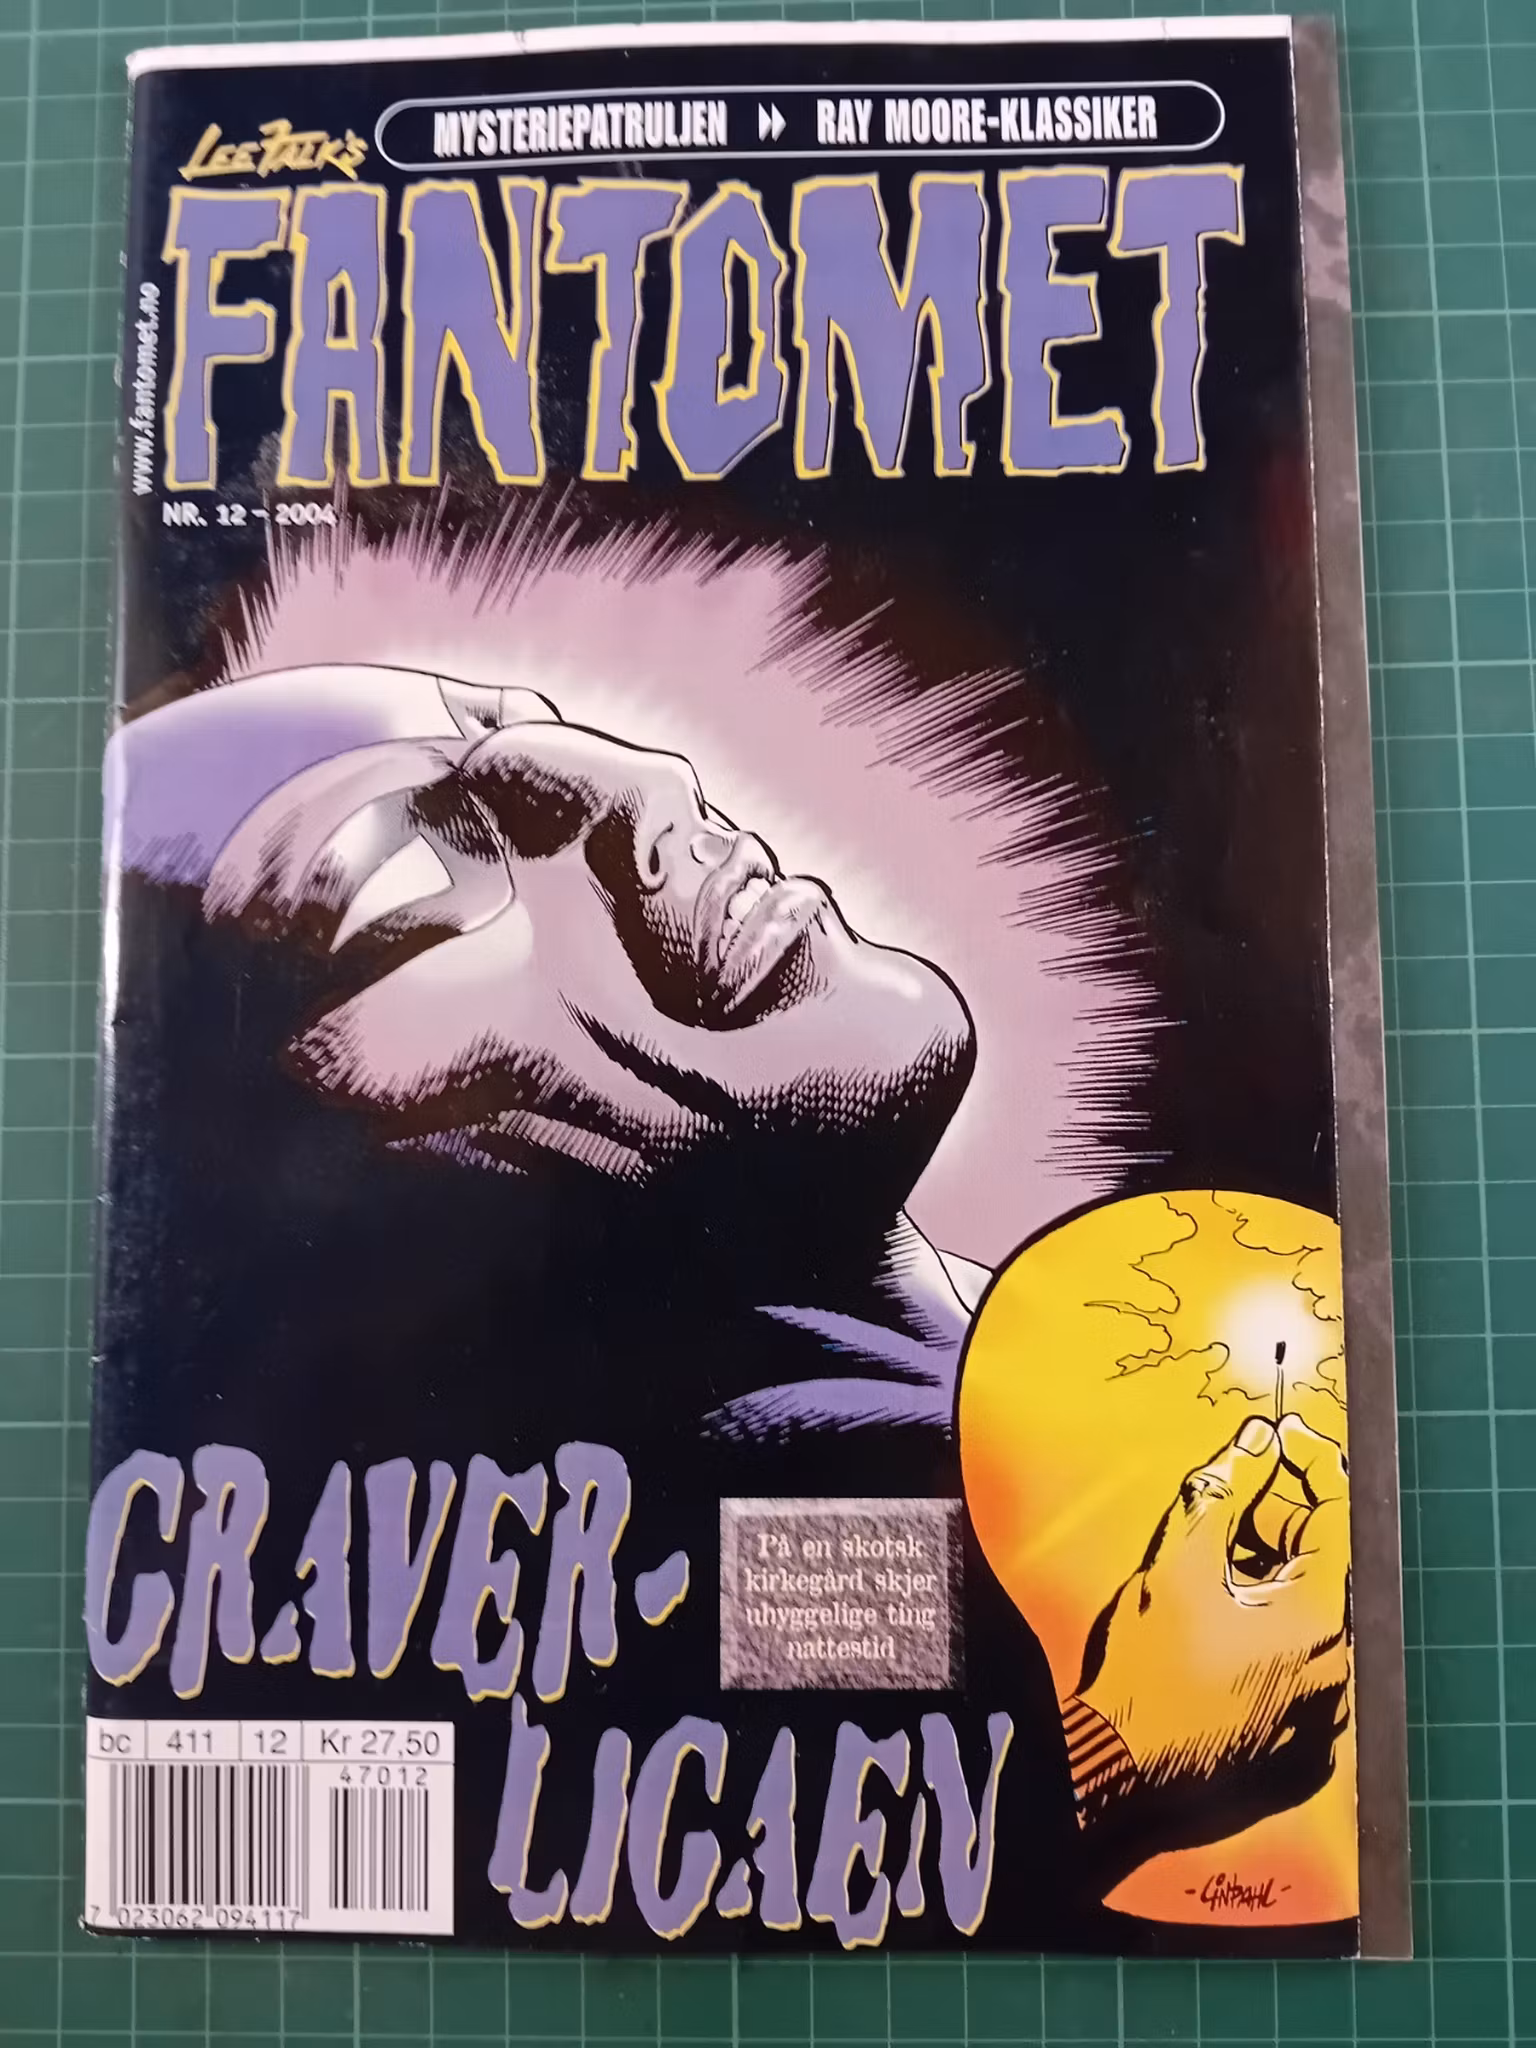 MYSTERIEPATRULJEN RAY MOORE-KLASSIKER
LEE FALK'S
FANTOMET
www.fantomet.no
NR. 12 - 2004
GRAVER-
LIGAEN
På en skotsk
kirkegård skjer
uhyggelige ting
nattestid
bc 411 12 Kr 27,50
47012
7 023062 094117
-LINDAHL-